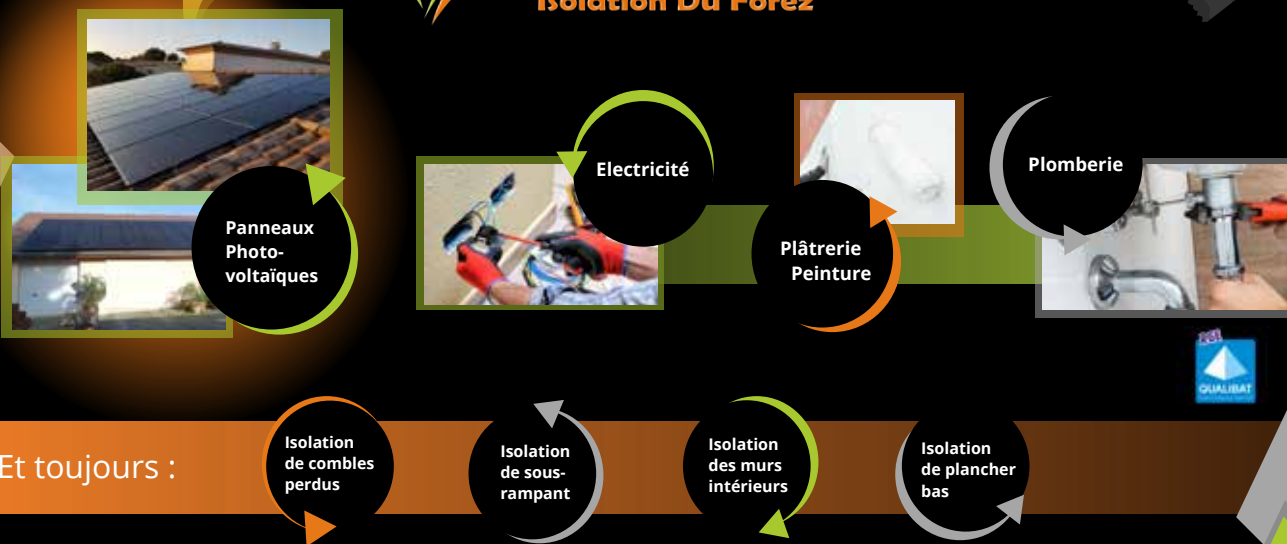 Isolation Du Forez
Panneaux
Photo-
voltaïques
Electricité
Plâtrerie
Peinture
Plomberie
RGE
QUALIBAT
Et toujours :
Isolation
de combles
perdus
Isolation
de sous-
rampant
Isolation
des murs
intérieurs
Isolation
de plancher
bas